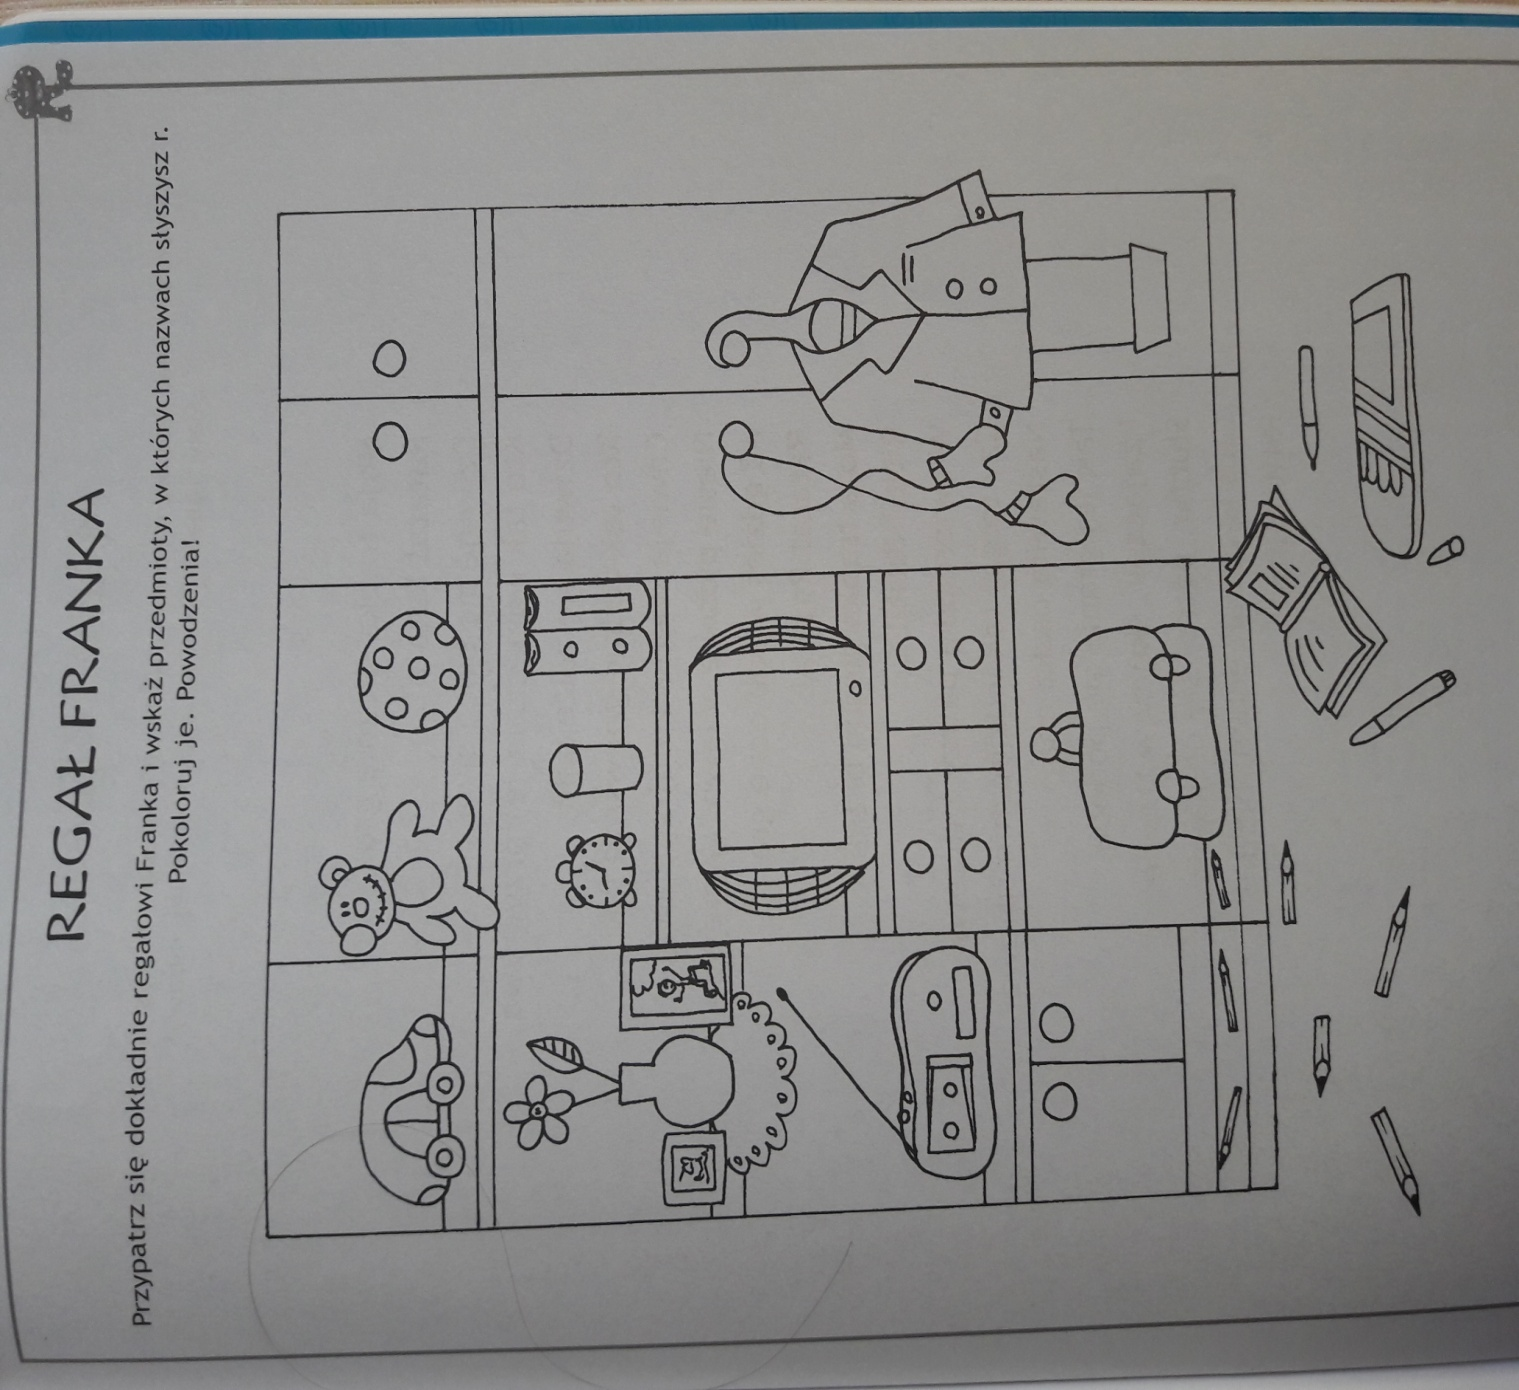 REGAŁ FRANKA
Przypatrz się dokładnie regałowi Franka i wskaż przedmioty, w których nazwach słyszysz r.
Pokoloruj je. Powodzenia!